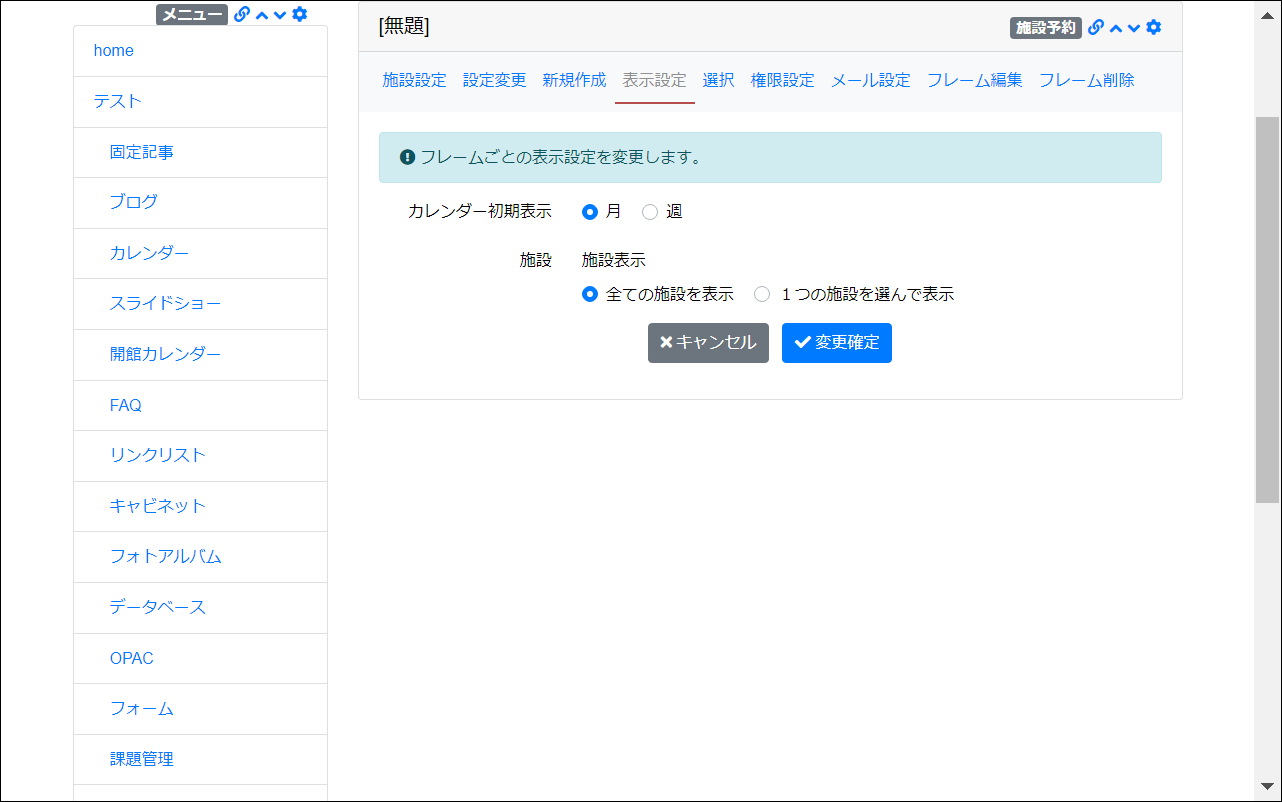 メニュー
home
テスト
固定記事
ブログ
カレンダー
スライドショー
開館カレンダー
FAQ
リンクリスト
キャビネット
フォトアルバム
データベース
OPAC
フォーム
課題管理
[無題]
施設予約
施設設定 設定変更 新規作成 表示設定 選択 権限設定 メール設定 フレーム編集 フレーム削除
フレームごとの表示設定を変更します。
カレンダー初期表示 月 週
施設 施設表示
全ての施設を表示 1つの施設を選んで表示
キャンセル 変更確定